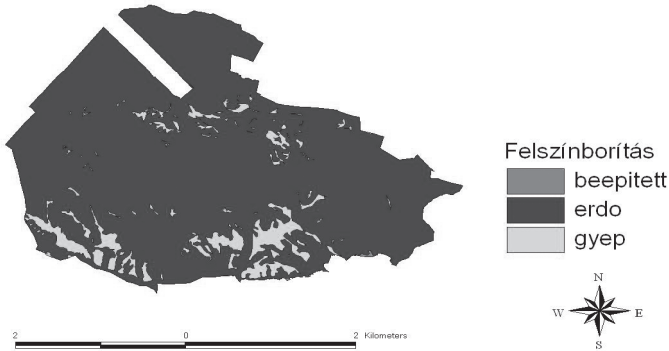 Felszínborítás
beepitett
erdo
gyep
N
W E
S
2 0 2 Kilometers